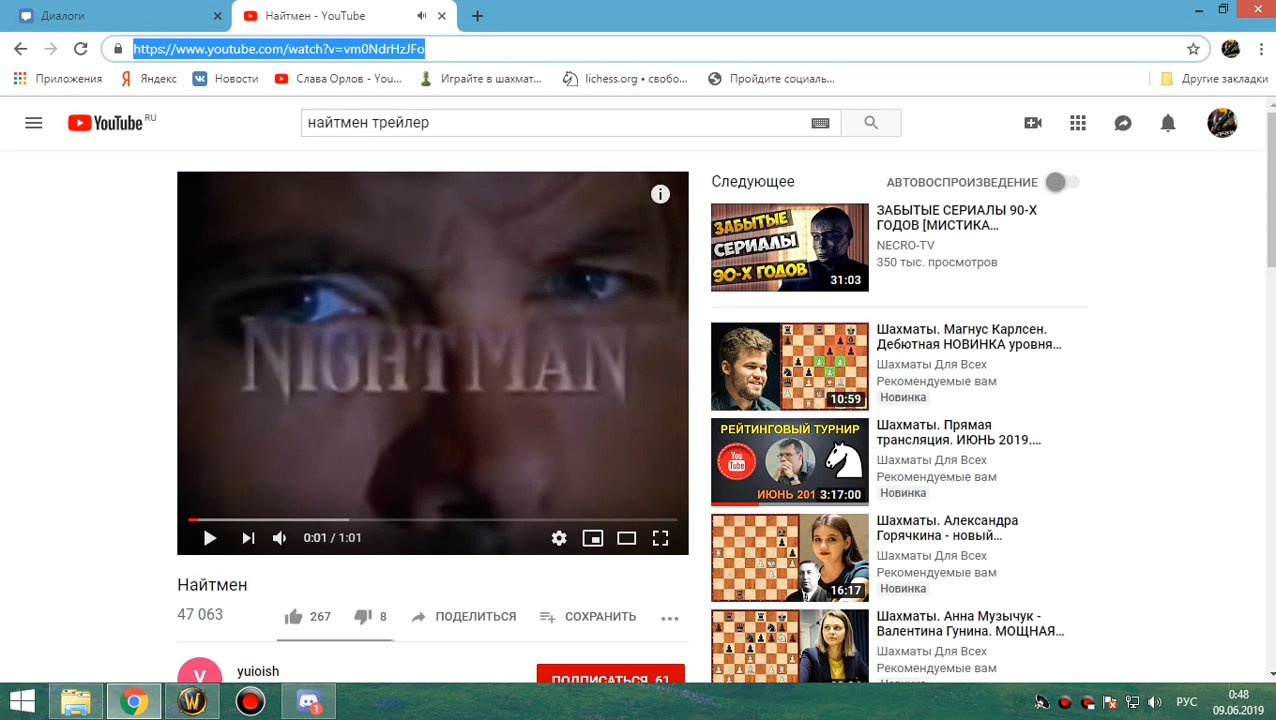 Диалоги
Найтмен - YouTube
https://www.youtube.com/watch?v=vm0NdrHzJFo
Приложения
Яндекс
Новости
Слава Орлов - You...
Играйте в шахмат...
lichess.org • свобо...
Пройдите социаль...
Другие закладки
YouTube RU
найтмен трейлер
NIGHTMAN
0:01 / 1:01
Найтмен
47 063
267
8
ПОДЕЛИТЬСЯ
СОХРАНИТЬ
yuioish
ПОДПИСАТЬСЯ 61
Следующее
АВТОВОСПРОИЗВЕДЕНИЕ
ЗАБЫТЫЕ
СЕРИАЛЫ
90-Х ГОДОВ
31:03
ЗАБЫТЫЕ СЕРИАЛЫ 90-Х
ГОДОВ [МИСТИКА...
NECRO-TV
350 тыс. просмотров
10:59
Шахматы. Магнус Карлсен.
Дебютная НОВИНКА уровня...
Шахматы Для Всех
Рекомендуемые вам
Новинка
РЕЙТИНГОВЫЙ ТУРНИР
You
Tube
ИЮНЬ 201
3:17:00
Шахматы. Прямая
трансляция. ИЮНЬ 2019....
Шахматы Для Всех
Рекомендуемые вам
Новинка
16:17
Шахматы. Александра
Горячкина - новый...
Шахматы Для Всех
Рекомендуемые вам
Новинка
Шахматы. Анна Музычук -
Валентина Гунина. МОЩНАЯ...
Шахматы Для Всех
Рекомендуемые вам
РУС
0:48
09.06.2019